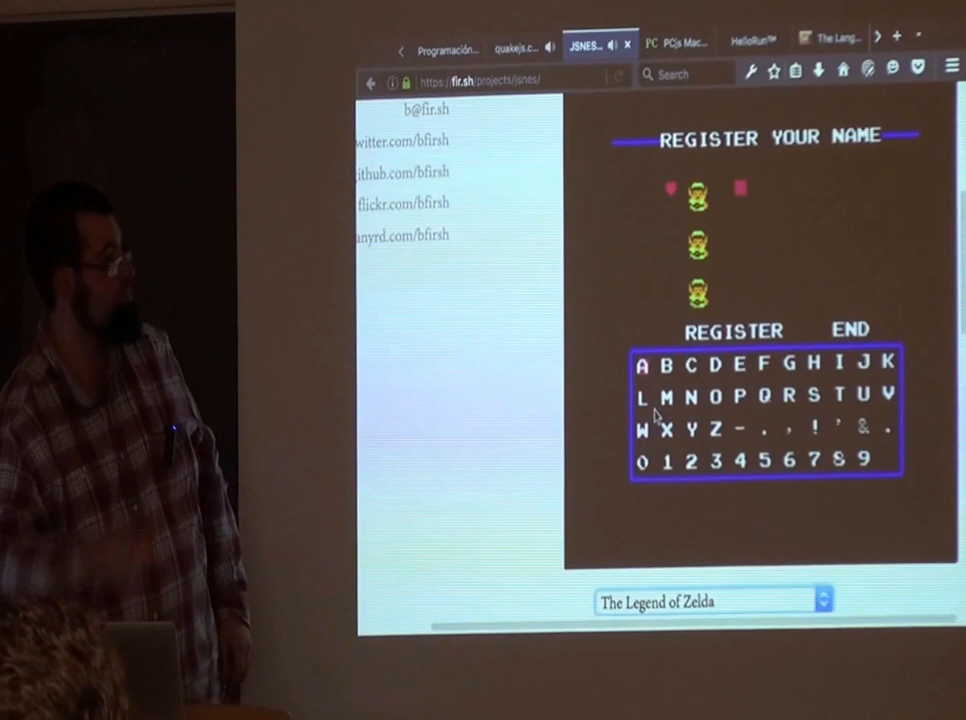 Programación... quakejs.c... JSNES... PC PCjs Mac... HelloRun™ The Lang...
https://fir.sh/projects/jsnes/ Search
b@fir.sh
witter.com/bfirsh
ithub.com/bfirsh
flickr.com/bfirsh
anyrd.com/bfirsh
REGISTER YOUR NAME
REGISTER END
A B C D E F G H I J K
L M N O P Q R S T U V
W X Y Z - . , ! ' & .
0 1 2 3 4 5 6 7 8 9
The Legend of Zelda